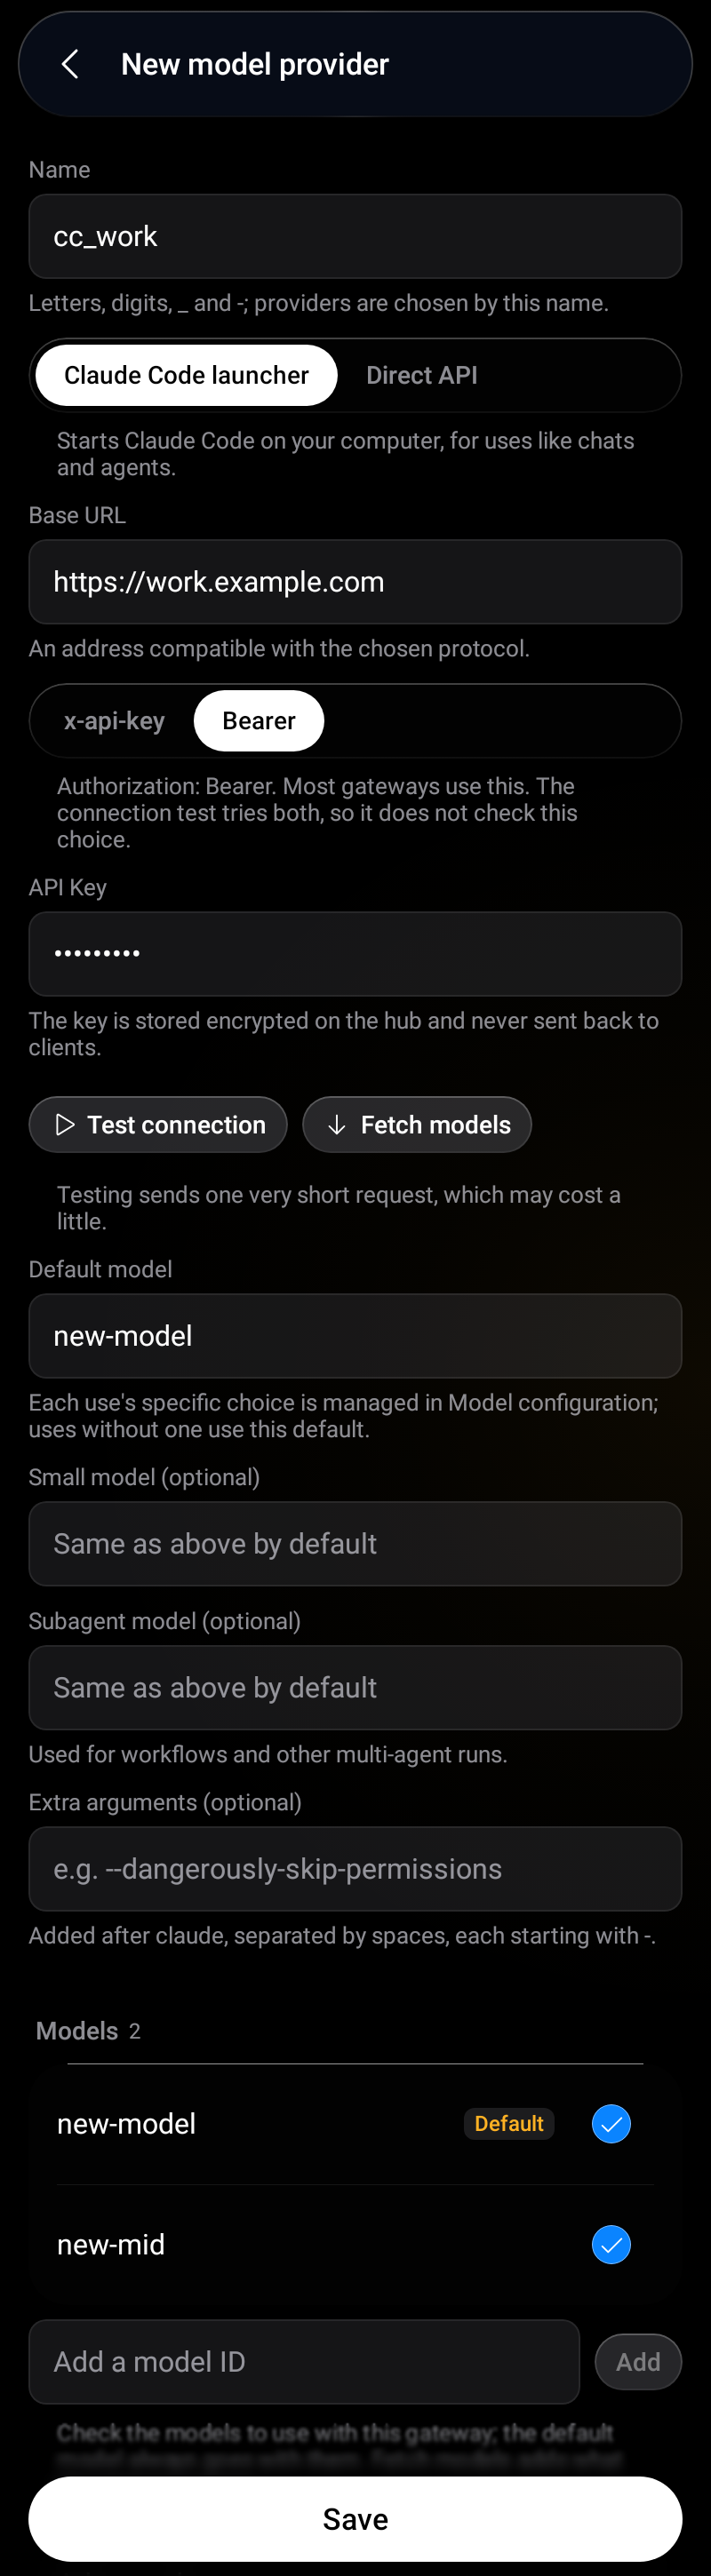 New model provider
Name
cc_work
Letters, digits, _ and -; providers are chosen by this name.
Claude Code launcher
Direct API
Starts Claude Code on your computer, for uses like chats
and agents.
Base URL
https://work.example.com
An address compatible with the chosen protocol.
x-api-key
Bearer
Authorization: Bearer. Most gateways use this. The
connection test tries both, so it does not check this
choice.
API Key
•••••••••
The key is stored encrypted on the hub and never sent back to
clients.
Test connection
Fetch models
Testing sends one very short request, which may cost a
little.
Default model
new-model
Each use's specific choice is managed in Model configuration;
uses without one use this default.
Small model (optional)
Same as above by default
Subagent model (optional)
Same as above by default
Used for workflows and other multi-agent runs.
Extra arguments (optional)
e.g. --dangerously-skip-permissions
Added after claude, separated by spaces, each starting with -.
Models 2
new-model
Default
new-mid
Add a model ID
Add
Check the models to use with this gateway; the default
Save